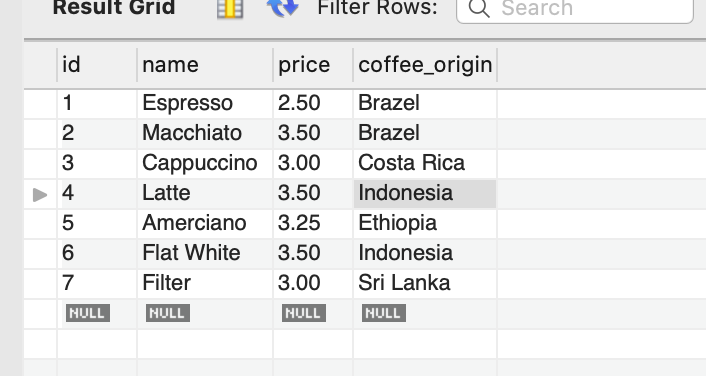 Result Grid Filter Rows: Search
id name price coffee_origin
1 Espresso 2.50 Brazel
2 Macchiato 3.50 Brazel
3 Cappuccino 3.00 Costa Rica
4 Latte 3.50 Indonesia
5 Amerciano 3.25 Ethiopia
6 Flat White 3.50 Indonesia
7 Filter 3.00 Sri Lanka
NULL NULL NULL NULL